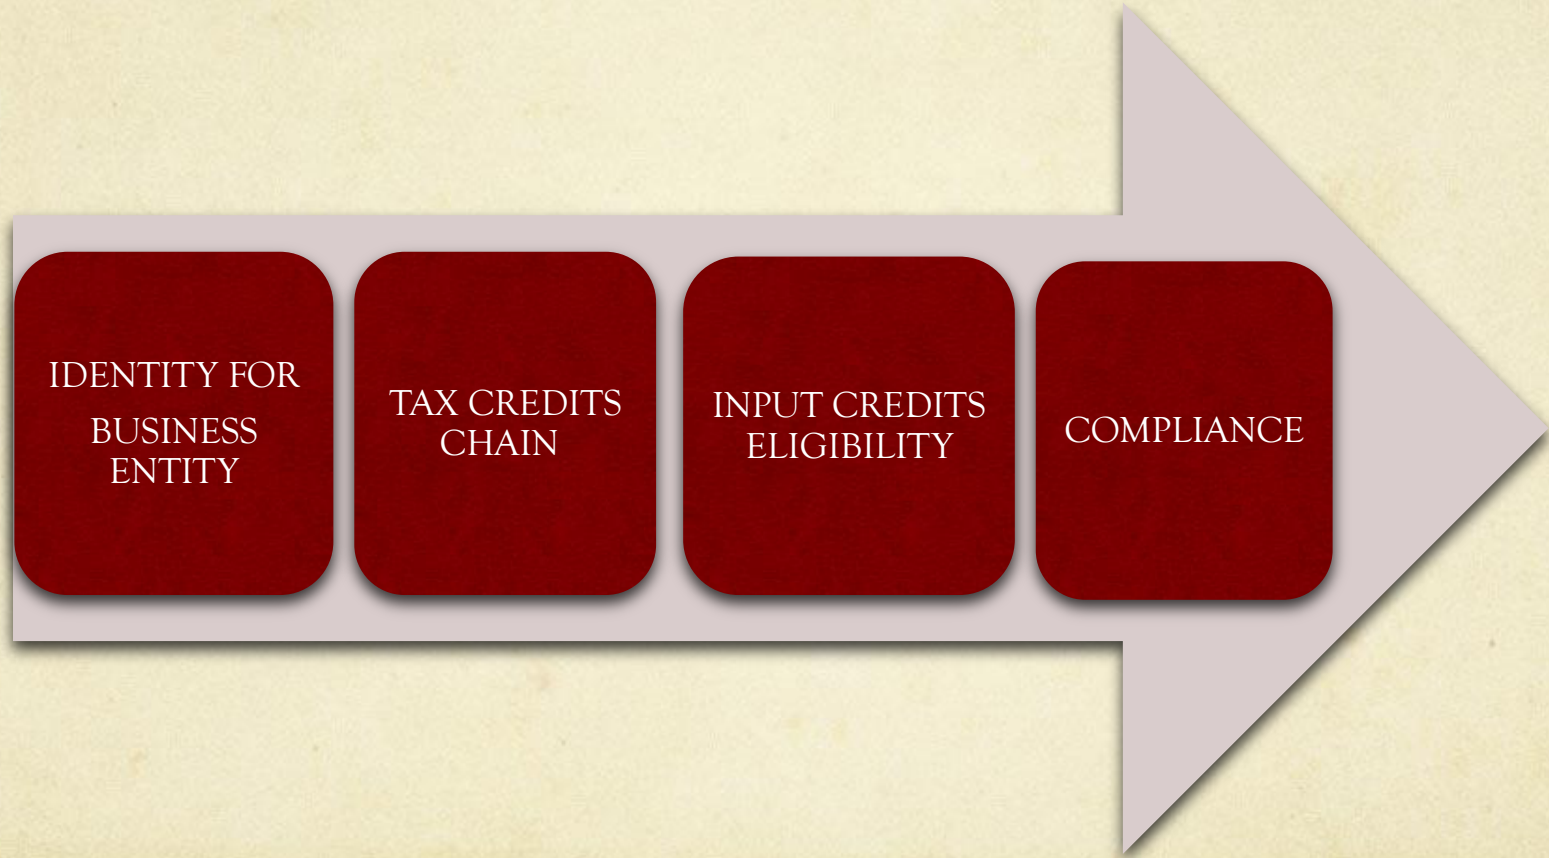 IDENTITY FOR
BUSINESS
ENTITY
TAX CREDITS
CHAIN
INPUT CREDITS
ELIGIBILITY
COMPLIANCE